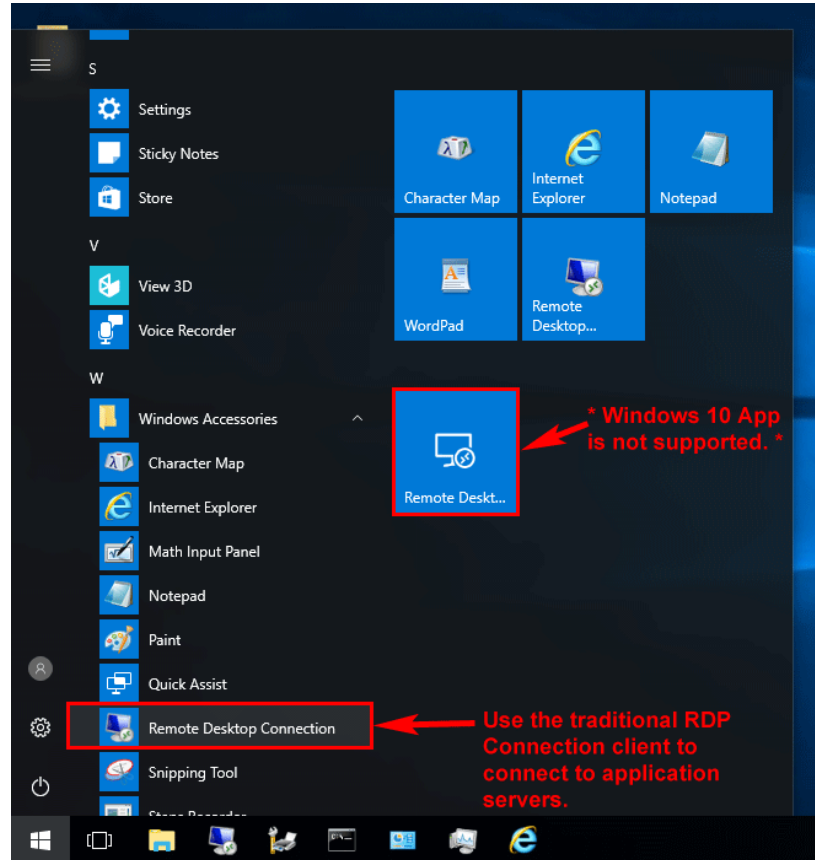 S
Settings
Sticky Notes
Store
V
View 3D
Voice Recorder
W
Windows Accessories
Character Map
Internet Explorer
Math Input Panel
Notepad
Paint
Quick Assist
Remote Desktop Connection
Snipping Tool
Character Map
Internet
Explorer
Notepad
WordPad
Remote
Desktop...
Remote Deskt...
* Windows 10 App
is not supported. *
Use the traditional RDP
Connection client to
connect to application
servers.